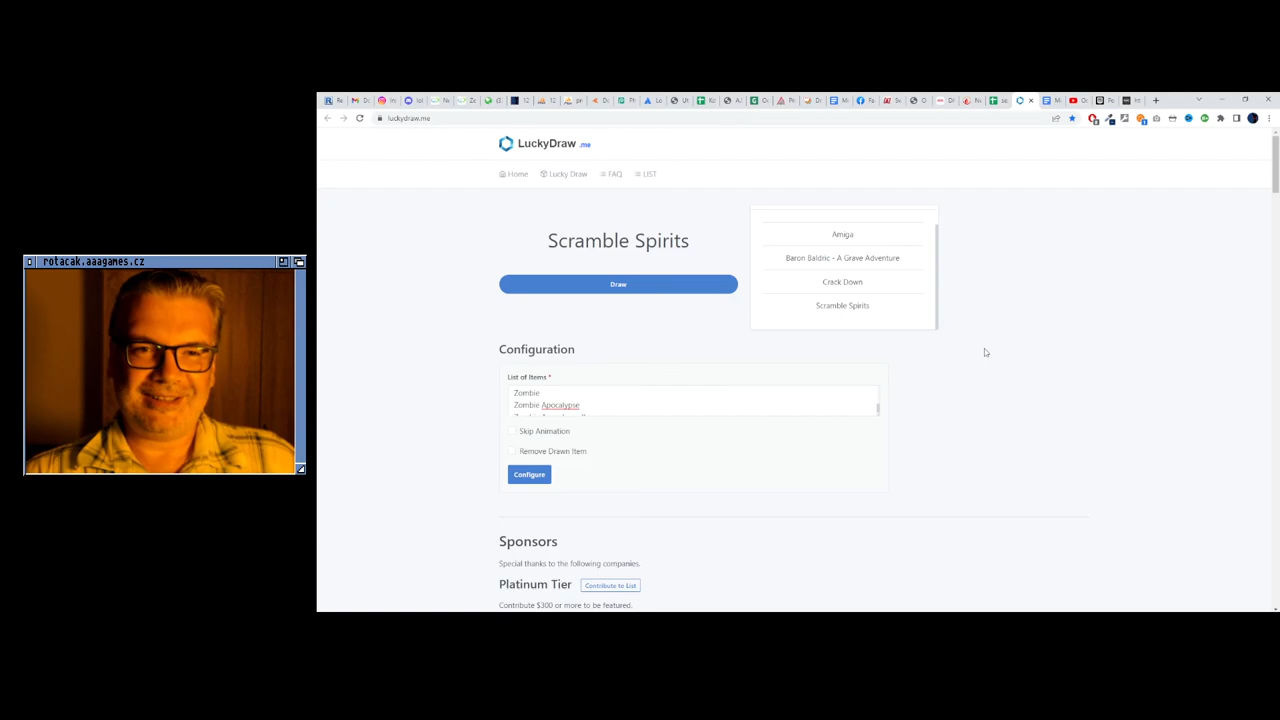 rotacak.aaagames.cz
luckydraw.me
LuckyDraw .me
Home Lucky Draw FAQ LIST
Scramble Spirits
Draw
Amiga
Baron Baldric - A Grave Adventure
Crack Down
Scramble Spirits
Configuration
List of Items *
Zombie
Zombie Apocalypse
Skip Animation
Remove Drawn Item
Configure
Sponsors
Special thanks to the following companies.
Platinum Tier Contribute to List
Contribute $300 or more to be featured.